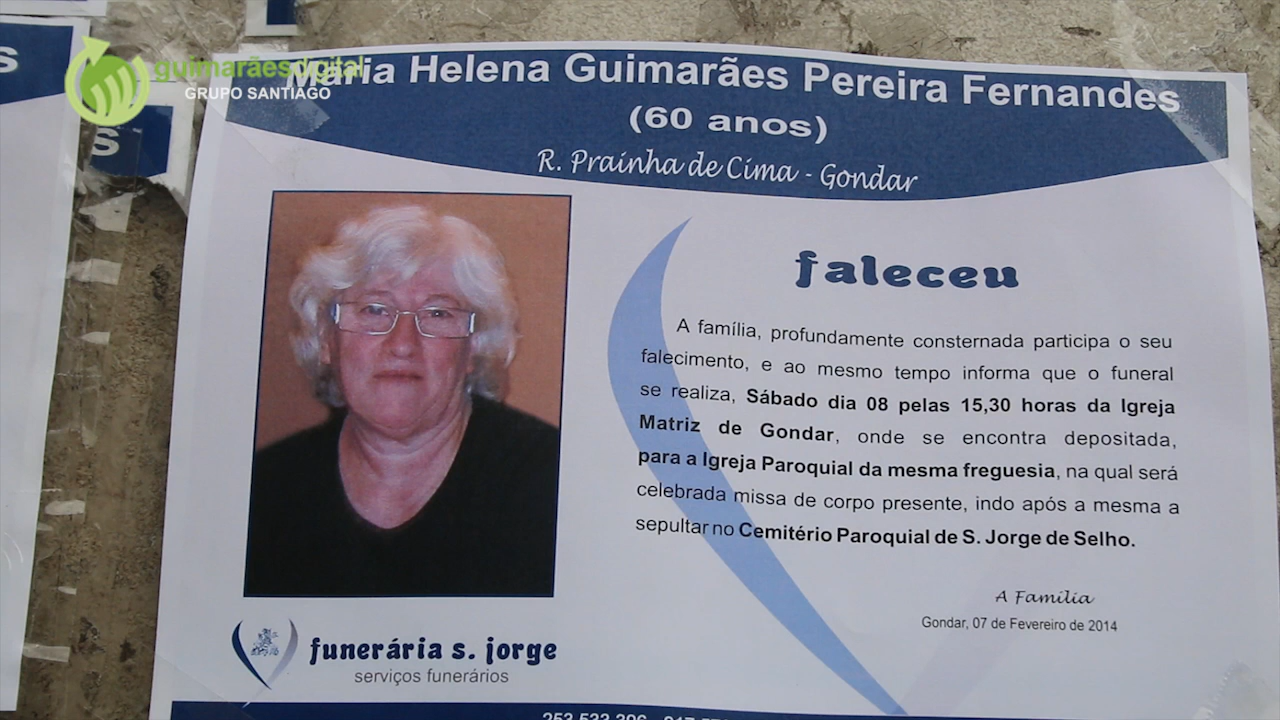 guimarãesdigital
GRUPO SANTIAGO
Maria Helena Guimarães Pereira Fernandes
(60 anos)
R. Prainha de Cima - Gondar
faleceu
A família, profundamente consternada participa o seu
falecimento, e ao mesmo tempo informa que o funeral
se realiza, Sábado dia 08 pelas 15,30 horas da Igreja
Matriz de Gondar, onde se encontra depositada,
para a Igreja Paroquial da mesma freguesia, na qual será
celebrada missa de corpo presente, indo após a mesma a
sepultar no Cemitério Paroquial de S. Jorge de Selho.
A Família
Gondar, 07 de Fevereiro de 2014
funerária s. jorge
serviços funerários